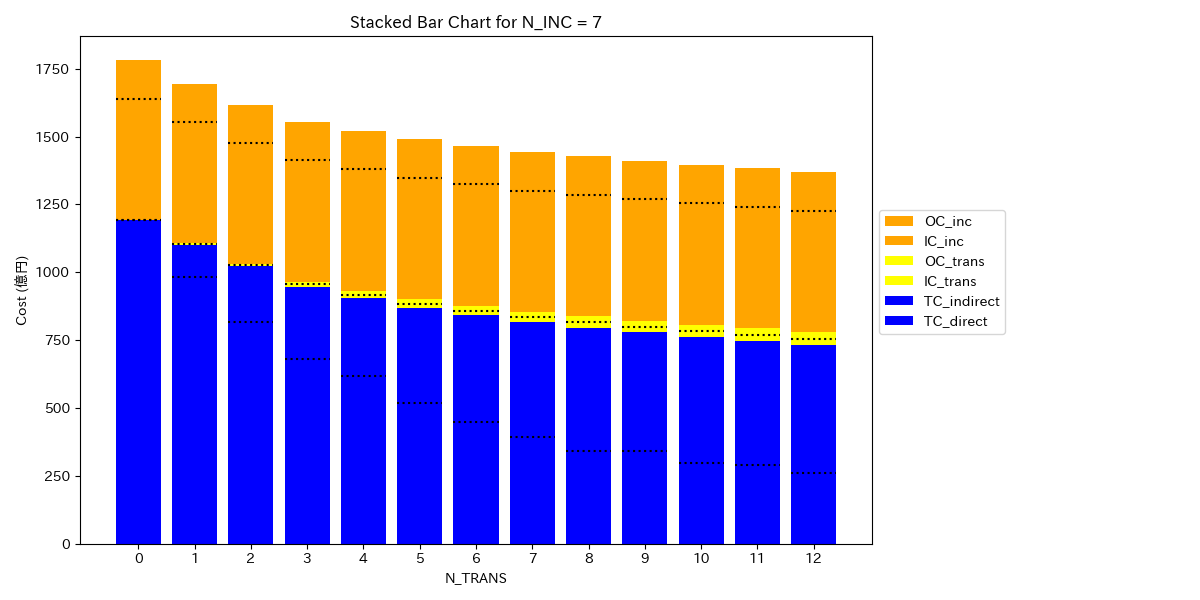 Stacked Bar Chart for N_INC = 7
Cost (億円)
1750
1500
1250
1000
750
500
250
0
0 1 2 3 4 5 6 7 8 9 10 11 12
N_TRANS
OC_inc
IC_inc
OC_trans
IC_trans
TC_indirect
TC_direct